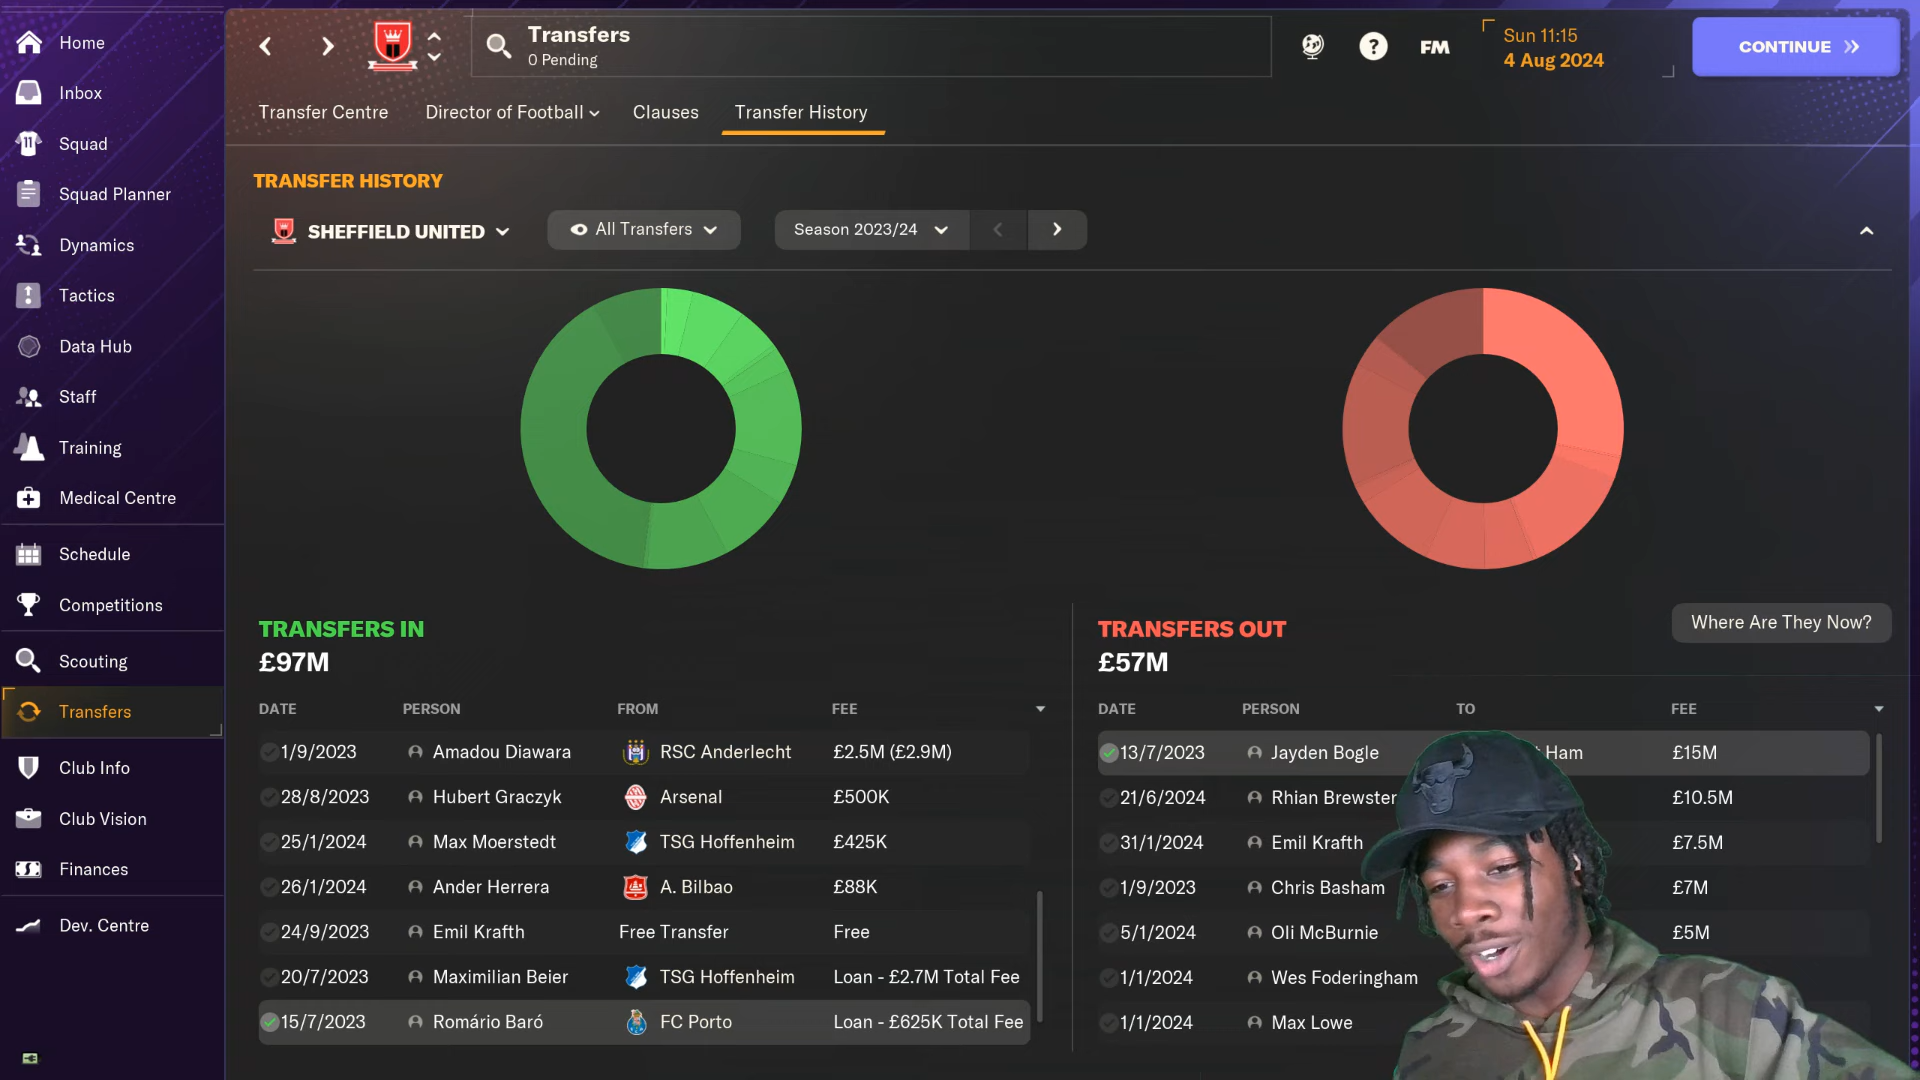 Home
Inbox
Squad
Squad Planner
Dynamics
Tactics
Data Hub
Staff
Training
Medical Centre
Schedule
Competitions
Scouting
Transfers
Club Info
Club Vision
Finances
Dev. Centre
Transfers
0 Pending
?
FM
Sun 11:15
4 Aug 2024
CONTINUE
Transfer Centre Director of Football Clauses Transfer History
TRANSFER HISTORY
SHEFFIELD UNITED All Transfers Season 2023/24
TRANSFERS IN
£97M
DATE PERSON FROM FEE
1/9/2023 Amadou Diawara RSC Anderlecht £2.5M (£2.9M)
28/8/2023 Hubert Graczyk Arsenal £500K
25/1/2024 Max Moerstedt TSG Hoffenheim £425K
26/1/2024 Ander Herrera A. Bilbao £88K
24/9/2023 Emil Krafth Free Transfer Free
20/7/2023 Maximilian Beier TSG Hoffenheim Loan - £2.7M Total Fee
15/7/2023 Romário Baró FC Porto Loan - £625K Total Fee
TRANSFERS OUT
£57M
Where Are They Now?
DATE PERSON TO FEE
13/7/2023 Jayden Bogle Ham £15M
21/6/2024 Rhian Brewster £10.5M
31/1/2024 Emil Krafth £7.5M
1/9/2023 Chris Basham £7M
5/1/2024 Oli McBurnie £5M
1/1/2024 Wes Foderingham
1/1/2024 Max Lowe